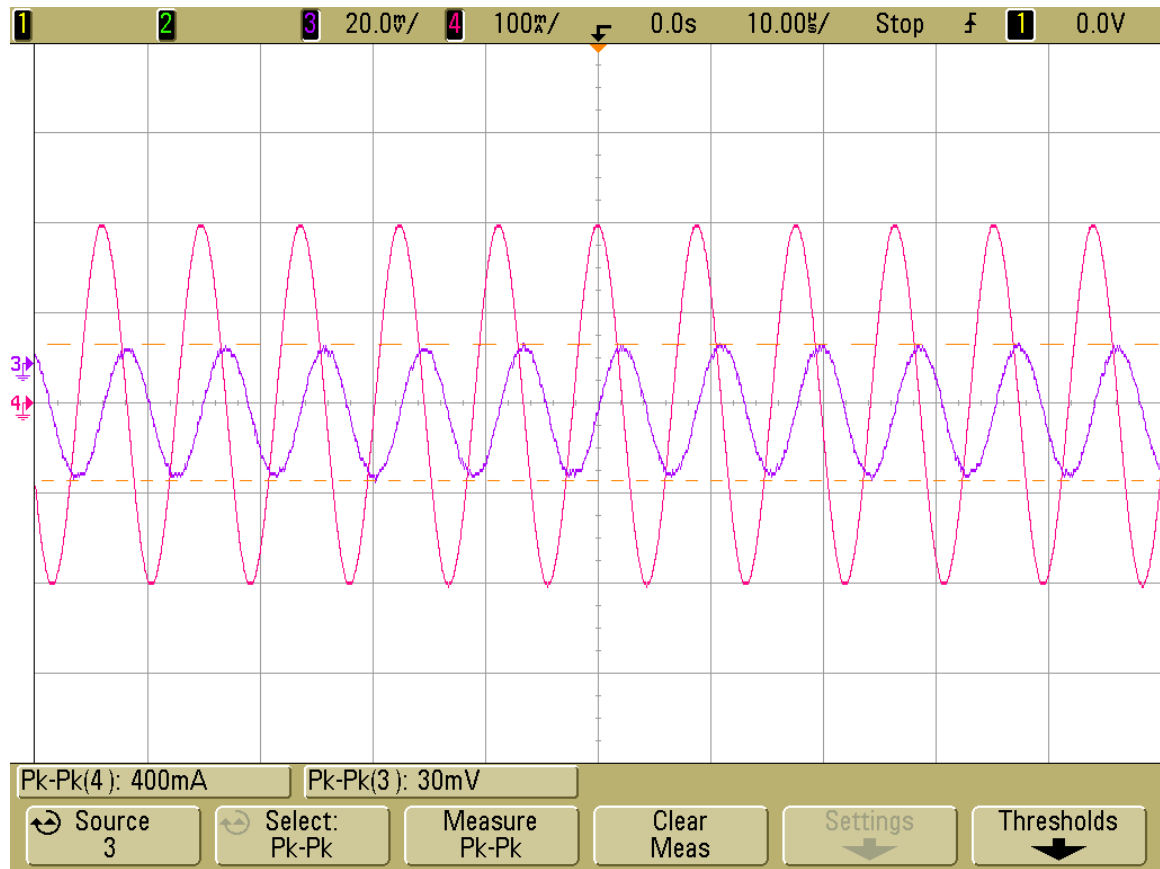 1 2 3 20.0mV/ 4 100mA/ 0.0s 10.00us/ Stop 1 0.0V
3
4
Pk-Pk(4): 400mA Pk-Pk(3): 30mV
Source Select: Measure Clear Settings Thresholds
3 Pk-Pk Pk-Pk Meas